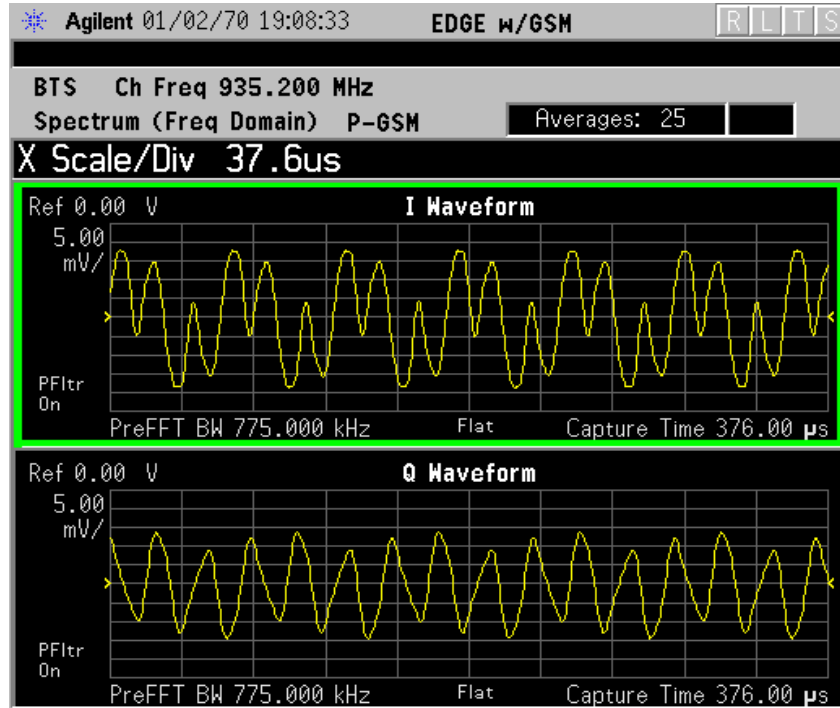 Agilent 01/02/70 19:08:33 EDGE w/GSM R L T S
BTS Ch Freq 935.200 MHz
Spectrum (Freq Domain) P-GSM Averages: 25
X Scale/Div 37.6us
Ref 0.00 V I Waveform
5.00
mV/
PFltr
On
PreFFT BW 775.000 kHz Flat Capture Time 376.00 µs
Ref 0.00 V Q Waveform
5.00
mV/
PFltr
On
PreFFT BW 775.000 kHz Flat Capture Time 376.00 µs